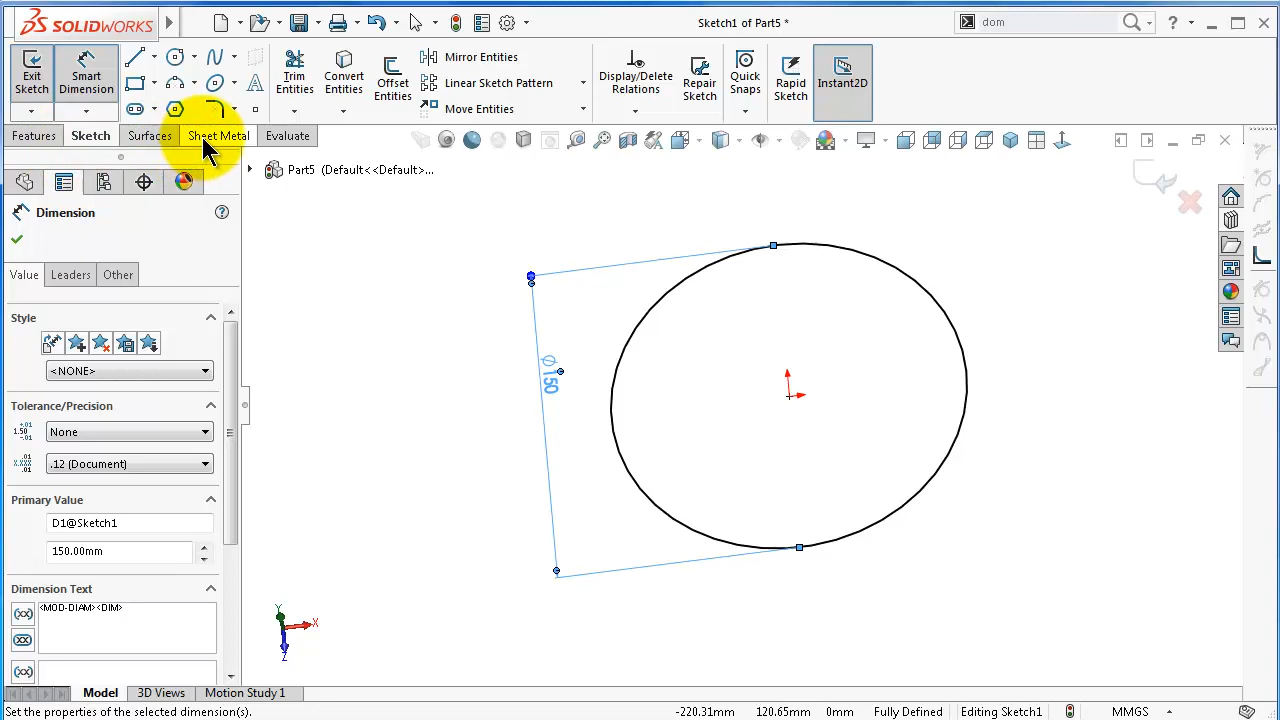 SOLIDWORKS
Sketch1 of Part5 *
dom
Exit Sketch
Smart Dimension
Trim Entities
Convert Entities
Offset Entities
Mirror Entities
Linear Sketch Pattern
Move Entities
Display/Delete Relations
Repair Sketch
Quick Snaps
Rapid Sketch
Instant2D
Features
Sketch
Surfaces
Sheet Metal
Evaluate
Part5 (Default<<Default>...
Dimension
Value
Leaders
Other
Style
<NONE>
Tolerance/Precision
None
.12 (Document)
Primary Value
D1@Sketch1
150.00mm
Dimension Text
<MOD-DIAM><DIM>
(xx)
(xx)
(xx)
Ø150
Y
X
Z
Model
3D Views
Motion Study 1
Set the properties of the selected dimension(s).
-220.31mm
120.65mm
0mm
Fully Defined
Editing Sketch1
MMGS